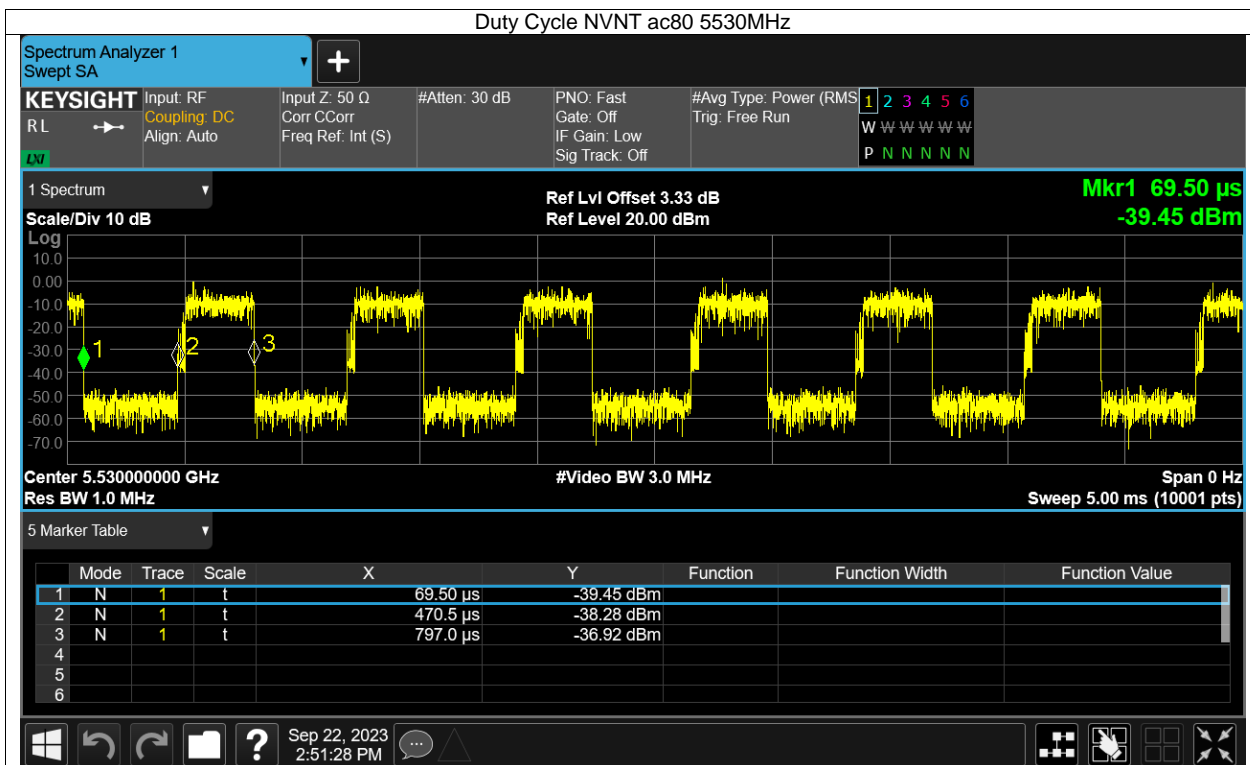 Duty Cycle NVNT ac80 5530MHz
Spectrum Analyzer 1
Swept SA
KEYSIGHT Input: RF Input Z: 50 Ω #Atten: 30 dB PNO: Fast #Avg Type: Power (RMS 1 2 3 4 5 6
RL Coupling: DC Corr CCorr Gate: Off Trig: Free Run W W W W W W
Align: Auto Freq Ref: Int (S) IF Gain: Low
LXI Sig Track: Off P N N N N N
1 Spectrum Ref Lvl Offset 3.33 dB Mkr1 69.50 µs
Scale/Div 10 dB Ref Level 20.00 dBm -39.45 dBm
Log
10.0
0.00
-10.0
-20.0
-30.0 1 2 3
-40.0
-50.0
-60.0
-70.0
Center 5.530000000 GHz #Video BW 3.0 MHz Span 0 Hz
Res BW 1.0 MHz Sweep 5.00 ms (10001 pts)
5 Marker Table
Mode Trace Scale X Y Function Function Width Function Value
1 N 1 t 69.50 µs -39.45 dBm
2 N 1 t 470.5 µs -38.28 dBm
3 N 1 t 797.0 µs -36.92 dBm
4
5
6
? Sep 22, 2023
2:51:28 PM